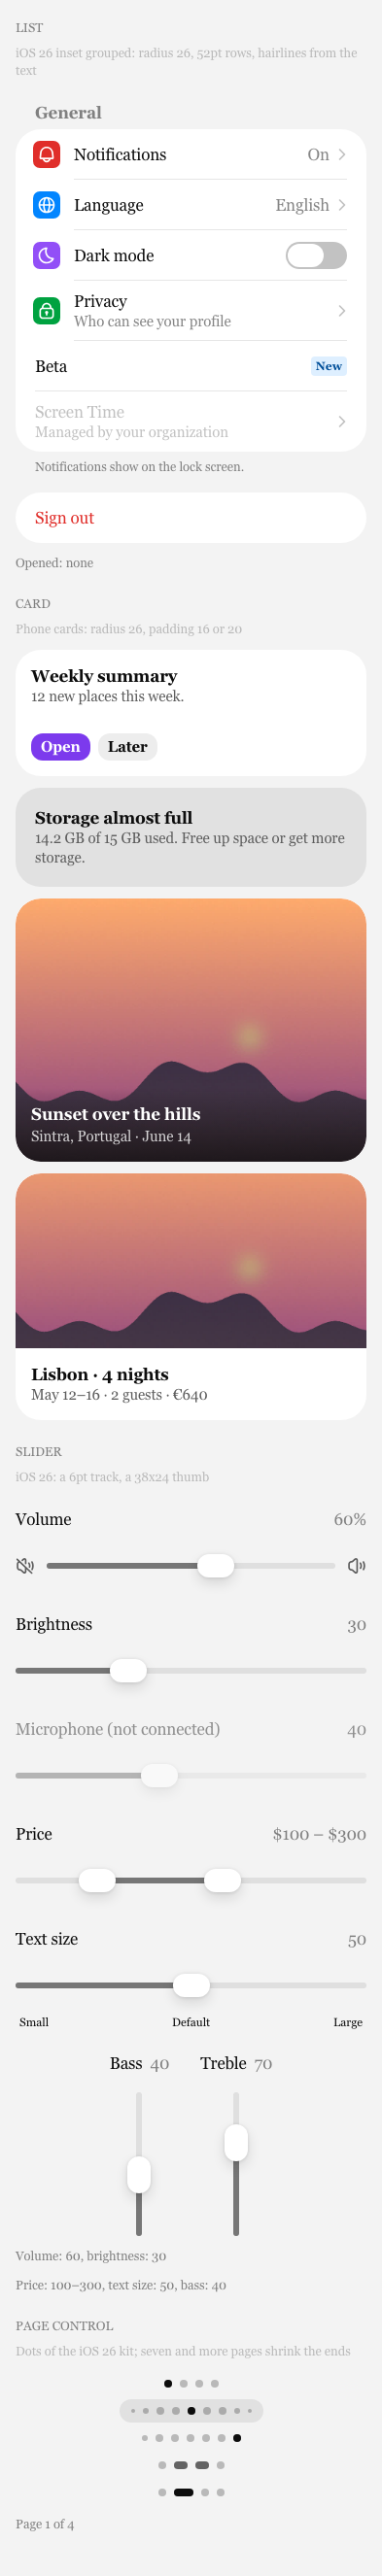 LIST
iOS 26 inset grouped: radius 26, 52pt rows, hairlines from the
text
General
Notifications On
Language English
Dark mode
Privacy
Who can see your profile
Beta New
Screen Time
Managed by your organization
Notifications show on the lock screen.
Sign out
Opened: none
CARD
Phone cards: radius 26, padding 16 or 20
Weekly summary
12 new places this week.
Open Later
Storage almost full
14.2 GB of 15 GB used. Free up space or get more
storage.
Sunset over the hills
Sintra, Portugal · June 14
Lisbon · 4 nights
May 12–16 · 2 guests · €640
SLIDER
iOS 26: a 6pt track, a 38x24 thumb
Volume 60%
Brightness 30
Microphone (not connected) 40
Price $100 – $300
Text size 50
Small Default Large
Bass 40 Treble 70
Volume: 60, brightness: 30
Price: 100–300, text size: 50, bass: 40
PAGE CONTROL
Dots of the iOS 26 kit; seven and more pages shrink the ends
Page 1 of 4